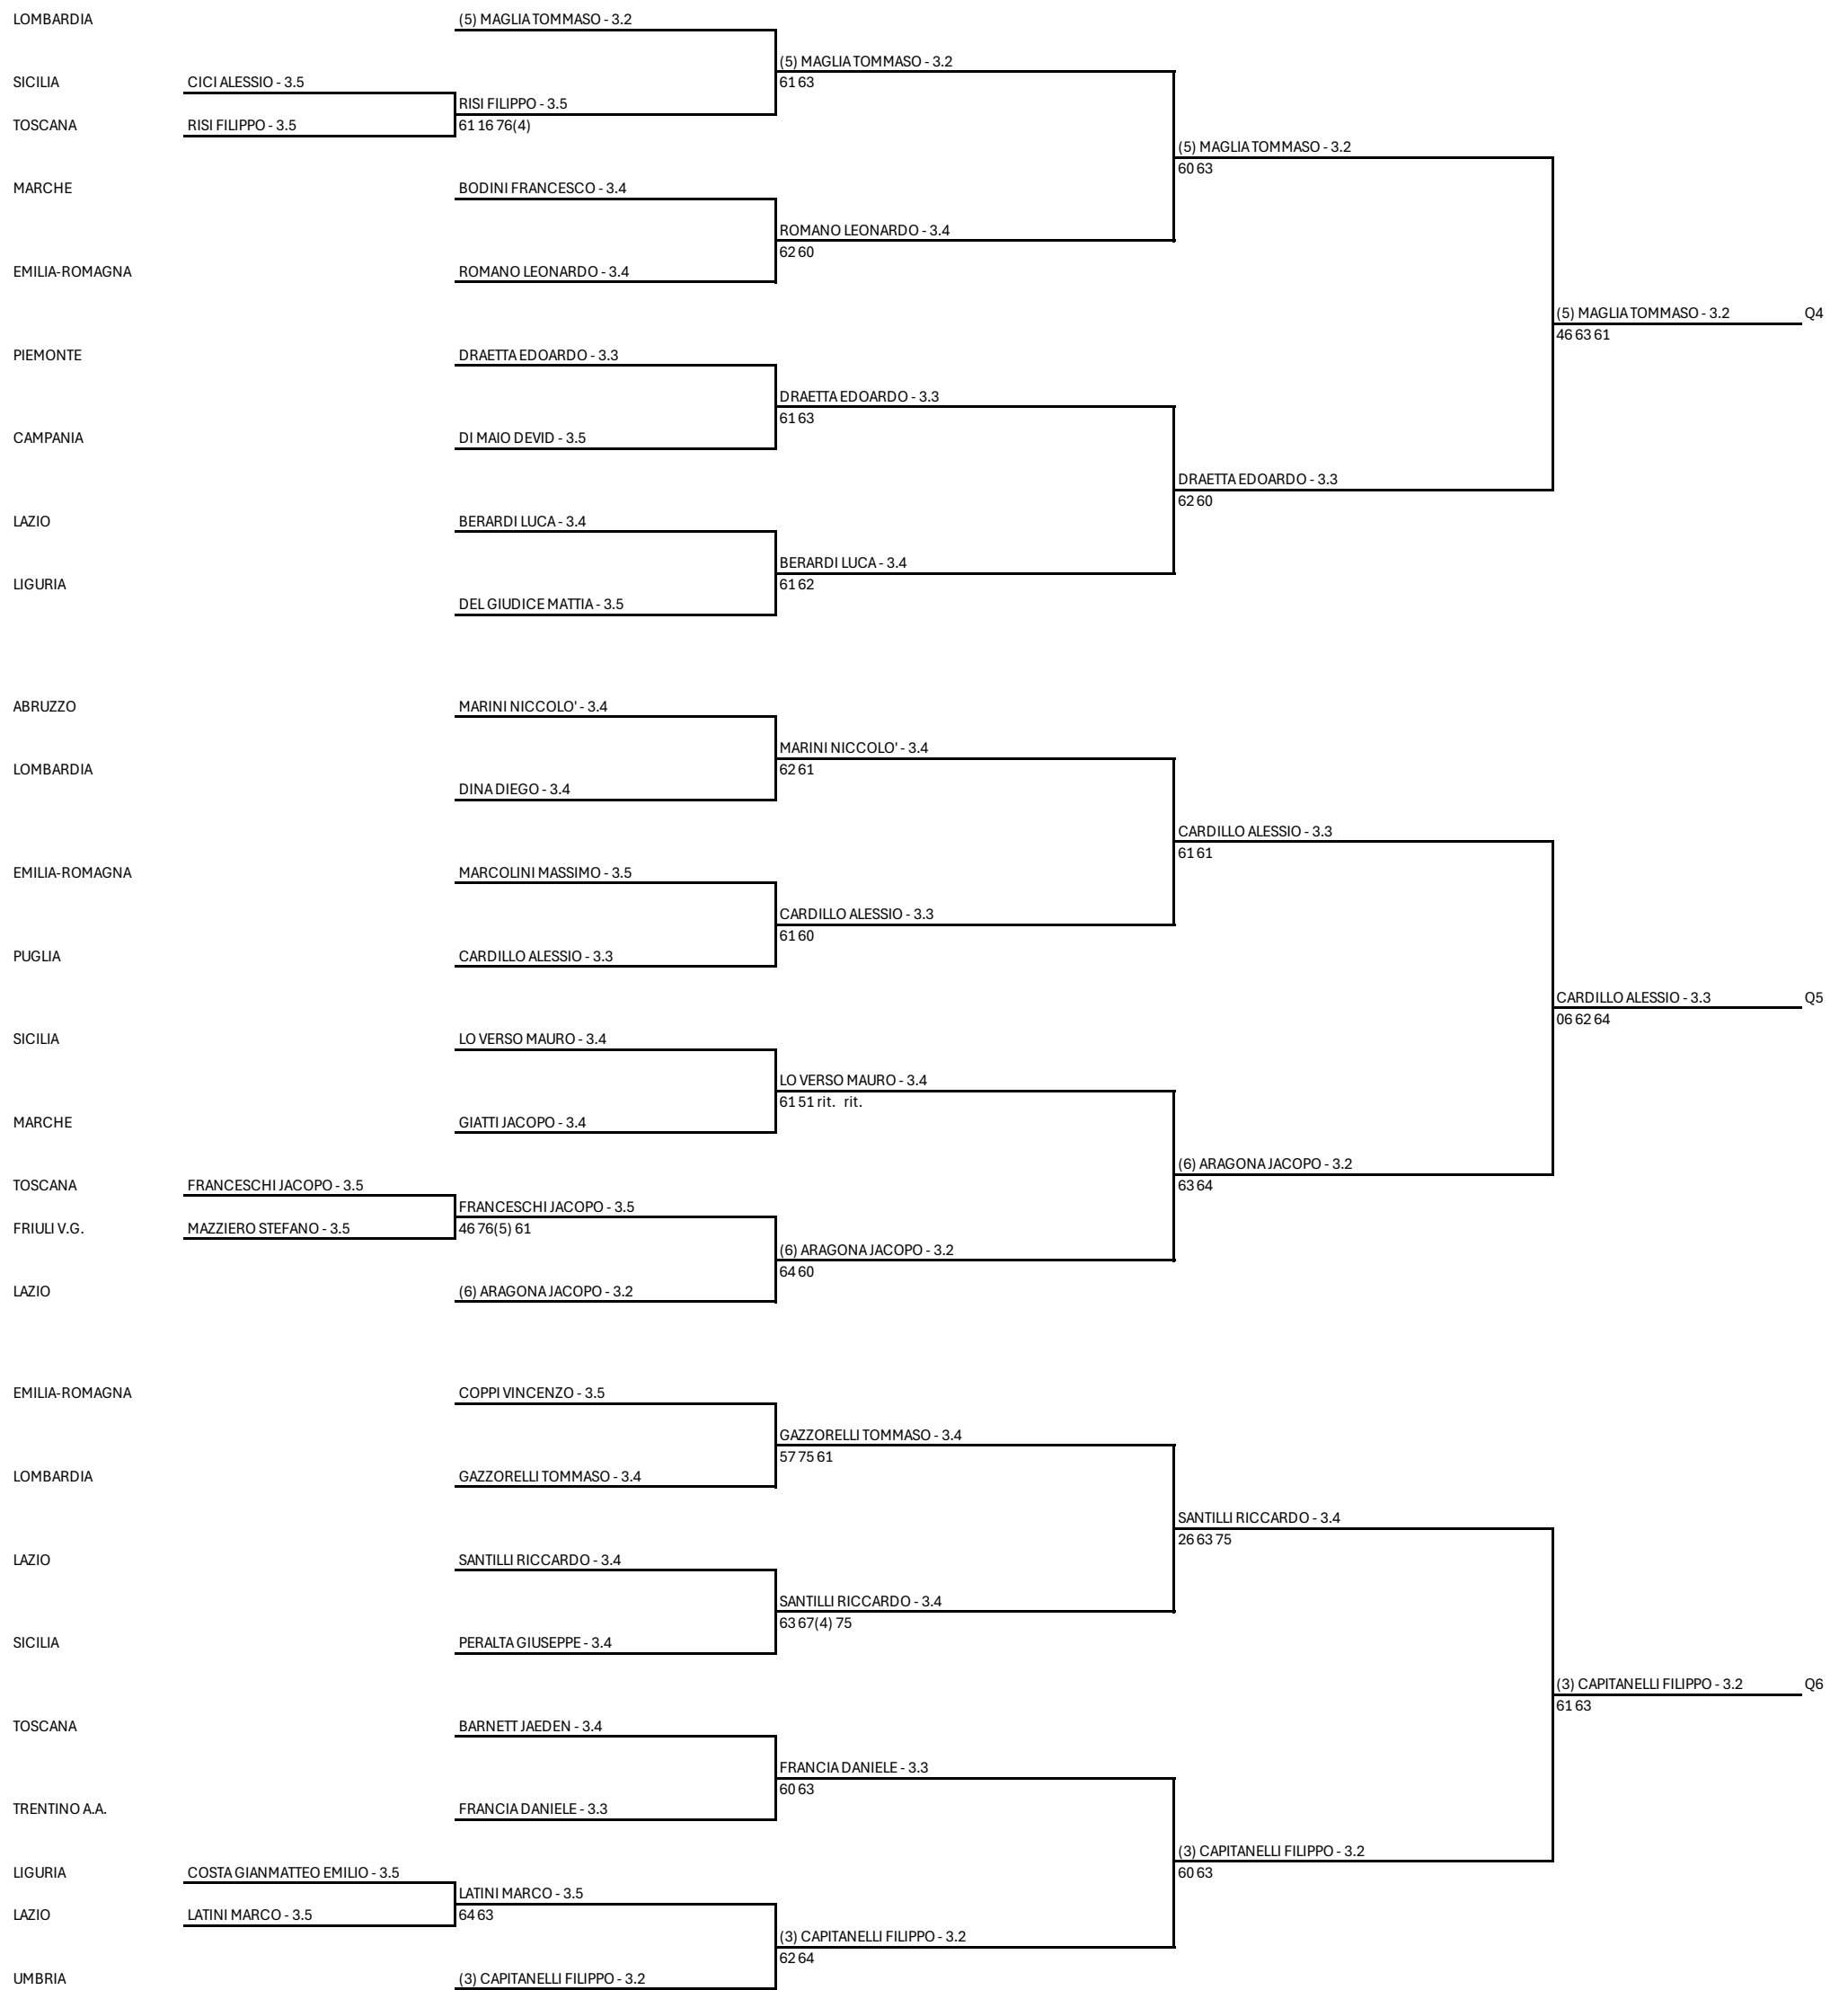 LOMBARDIA
(5) MAGLIA TOMMASO - 3.2
(5) MAGLIA TOMMASO - 3.2
SICILIA
CICI ALESSIO - 3.5
61 63
RISI FILIPPO - 3.5
TOSCANA
RISI FILIPPO - 3.5
61 16 76(4)
(5) MAGLIA TOMMASO - 3.2
60 63
MARCHE
BODINI FRANCESCO - 3.4
ROMANO LEONARDO - 3.4
62 60
EMILIA-ROMAGNA
ROMANO LEONARDO - 3.4
(5) MAGLIA TOMMASO - 3.2
Q4
46 63 61
PIEMONTE
DRAETTA EDOARDO - 3.3
DRAETTA EDOARDO - 3.3
61 63
CAMPANIA
DI MAIO DEVID - 3.5
DRAETTA EDOARDO - 3.3
62 60
LAZIO
BERARDI LUCA - 3.4
BERARDI LUCA - 3.4
61 62
LIGURIA
DEL GIUDICE MATTIA - 3.5
ABRUZZO
MARINI NICCOLO' - 3.4
MARINI NICCOLO' - 3.4
62 61
LOMBARDIA
DINA DIEGO - 3.4
CARDILLO ALESSIO - 3.3
61 61
EMILIA-ROMAGNA
MARCOLINI MASSIMO - 3.5
CARDILLO ALESSIO - 3.3
61 60
PUGLIA
CARDILLO ALESSIO - 3.3
CARDILLO ALESSIO - 3.3
Q5
06 62 64
SICILIA
LO VERSO MAURO - 3.4
LO VERSO MAURO - 3.4
61 51 rit.  rit.
MARCHE
GIATTI JACOPO - 3.4
(6) ARAGONA JACOPO - 3.2
63 64
TOSCANA
FRANCESCHI JACOPO - 3.5
FRANCESCHI JACOPO - 3.5
FRIULI V.G.
MAZZIERO STEFANO - 3.5
46 76(5) 61
(6) ARAGONA JACOPO - 3.2
64 60
LAZIO
(6) ARAGONA JACOPO - 3.2
EMILIA-ROMAGNA
COPPI VINCENZO - 3.5
GAZZORELLI TOMMASO - 3.4
57 75 61
LOMBARDIA
GAZZORELLI TOMMASO - 3.4
SANTILLI RICCARDO - 3.4
26 63 75
LAZIO
SANTILLI RICCARDO - 3.4
SANTILLI RICCARDO - 3.4
63 67(4) 75
SICILIA
PERALTA GIUSEPPE - 3.4
(3) CAPITANELLI FILIPPO - 3.2
Q6
61 63
TOSCANA
BARNETT JAEDEN - 3.4
FRANCIA DANIELE - 3.3
60 63
TRENTINO A.A.
FRANCIA DANIELE - 3.3
(3) CAPITANELLI FILIPPO - 3.2
60 63
LIGURIA
COSTA GIANMATTEO EMILIO - 3.5
LATINI MARCO - 3.5
LAZIO
LATINI MARCO - 3.5
64 63
(3) CAPITANELLI FILIPPO - 3.2
62 64
UMBRIA
(3) CAPITANELLI FILIPPO - 3.2